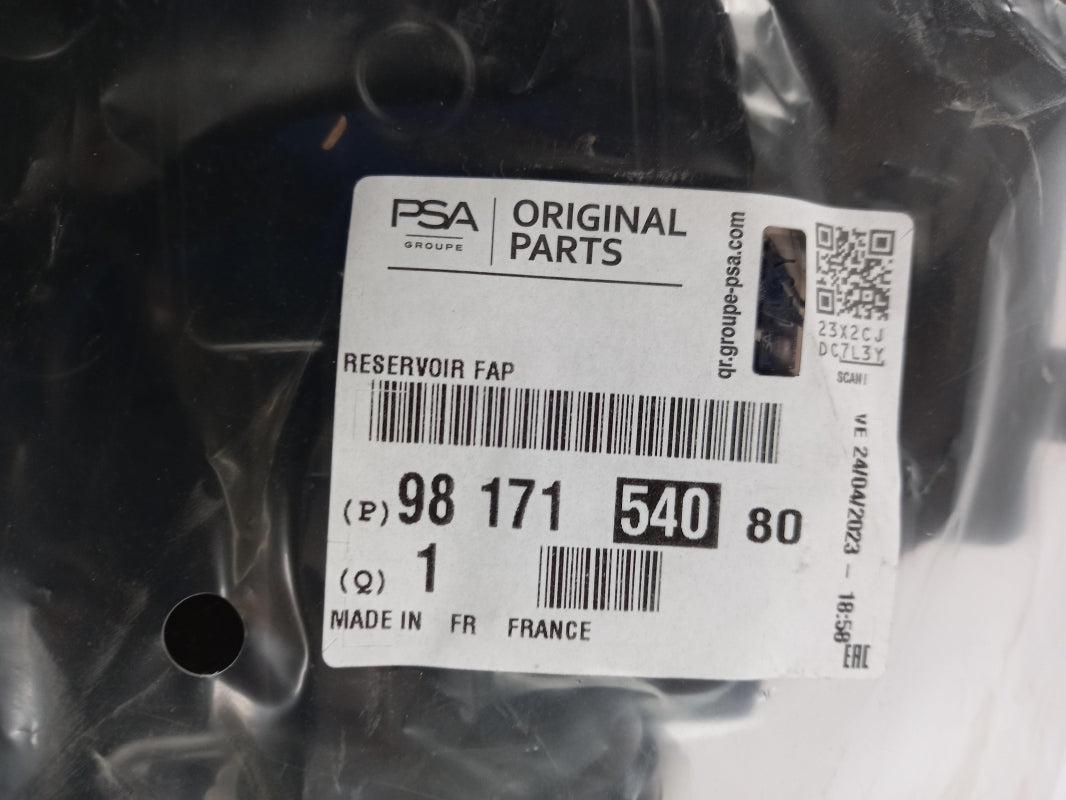 PSA
GROUPE
ORIGINAL
PARTS
qr.groupe-psa.com
23X2CJ
DC7L3Y
SCAN!
RESERVOIR FAP
(P) 98 171 540 80
(Q) 1
MADE IN FR FRANCE
VE 24/04/2023 - 18:58
EAC